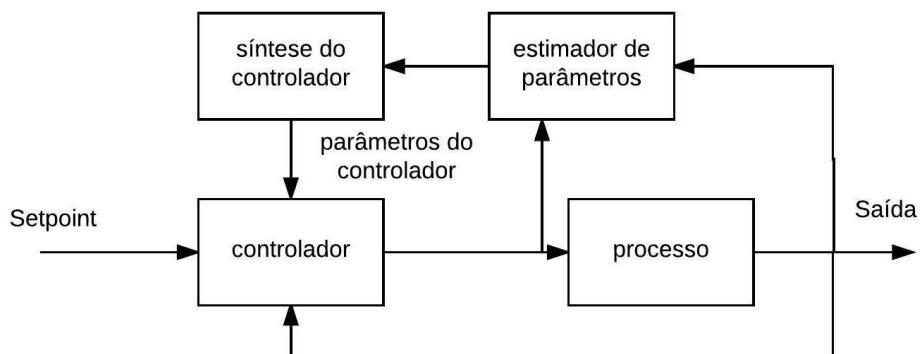 síntese do
controlador
estimador de
parâmetros
parâmetros do
controlador
Setpoint
controlador
processo
Saída